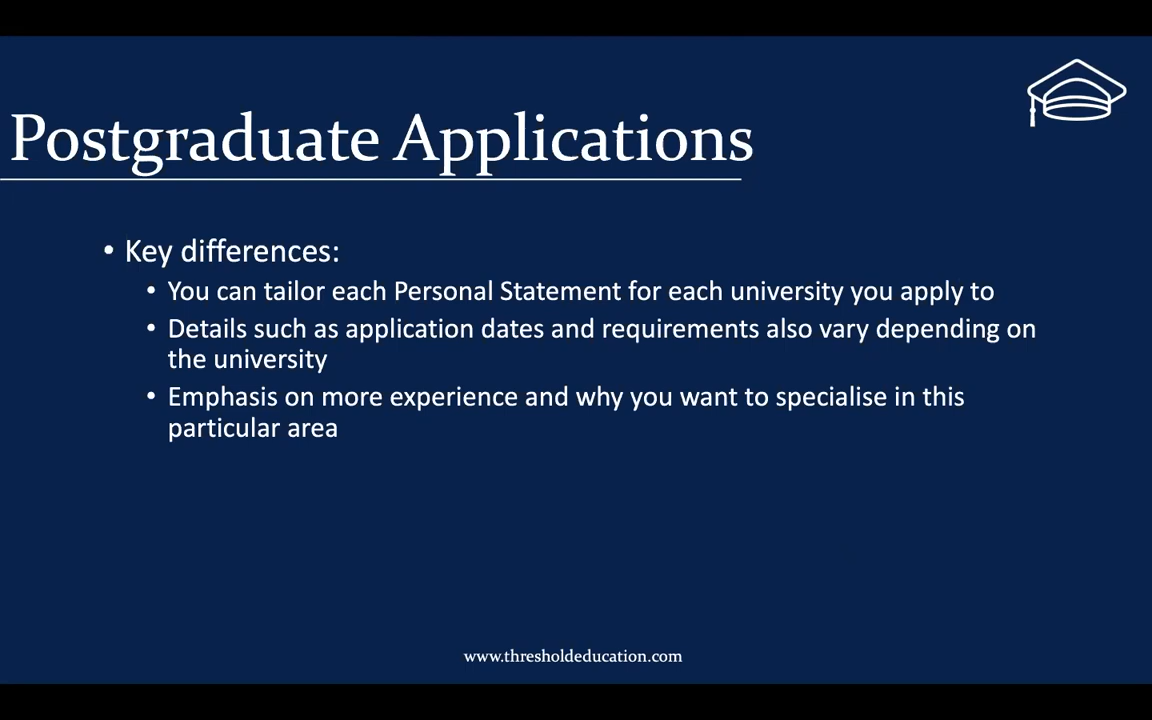 Postgraduate Applications
• Key differences:
• You can tailor each Personal Statement for each university you apply to
• Details such as application dates and requirements also vary depending on
the university
• Emphasis on more experience and why you want to specialise in this
particular area
www.thresholdeducation.com